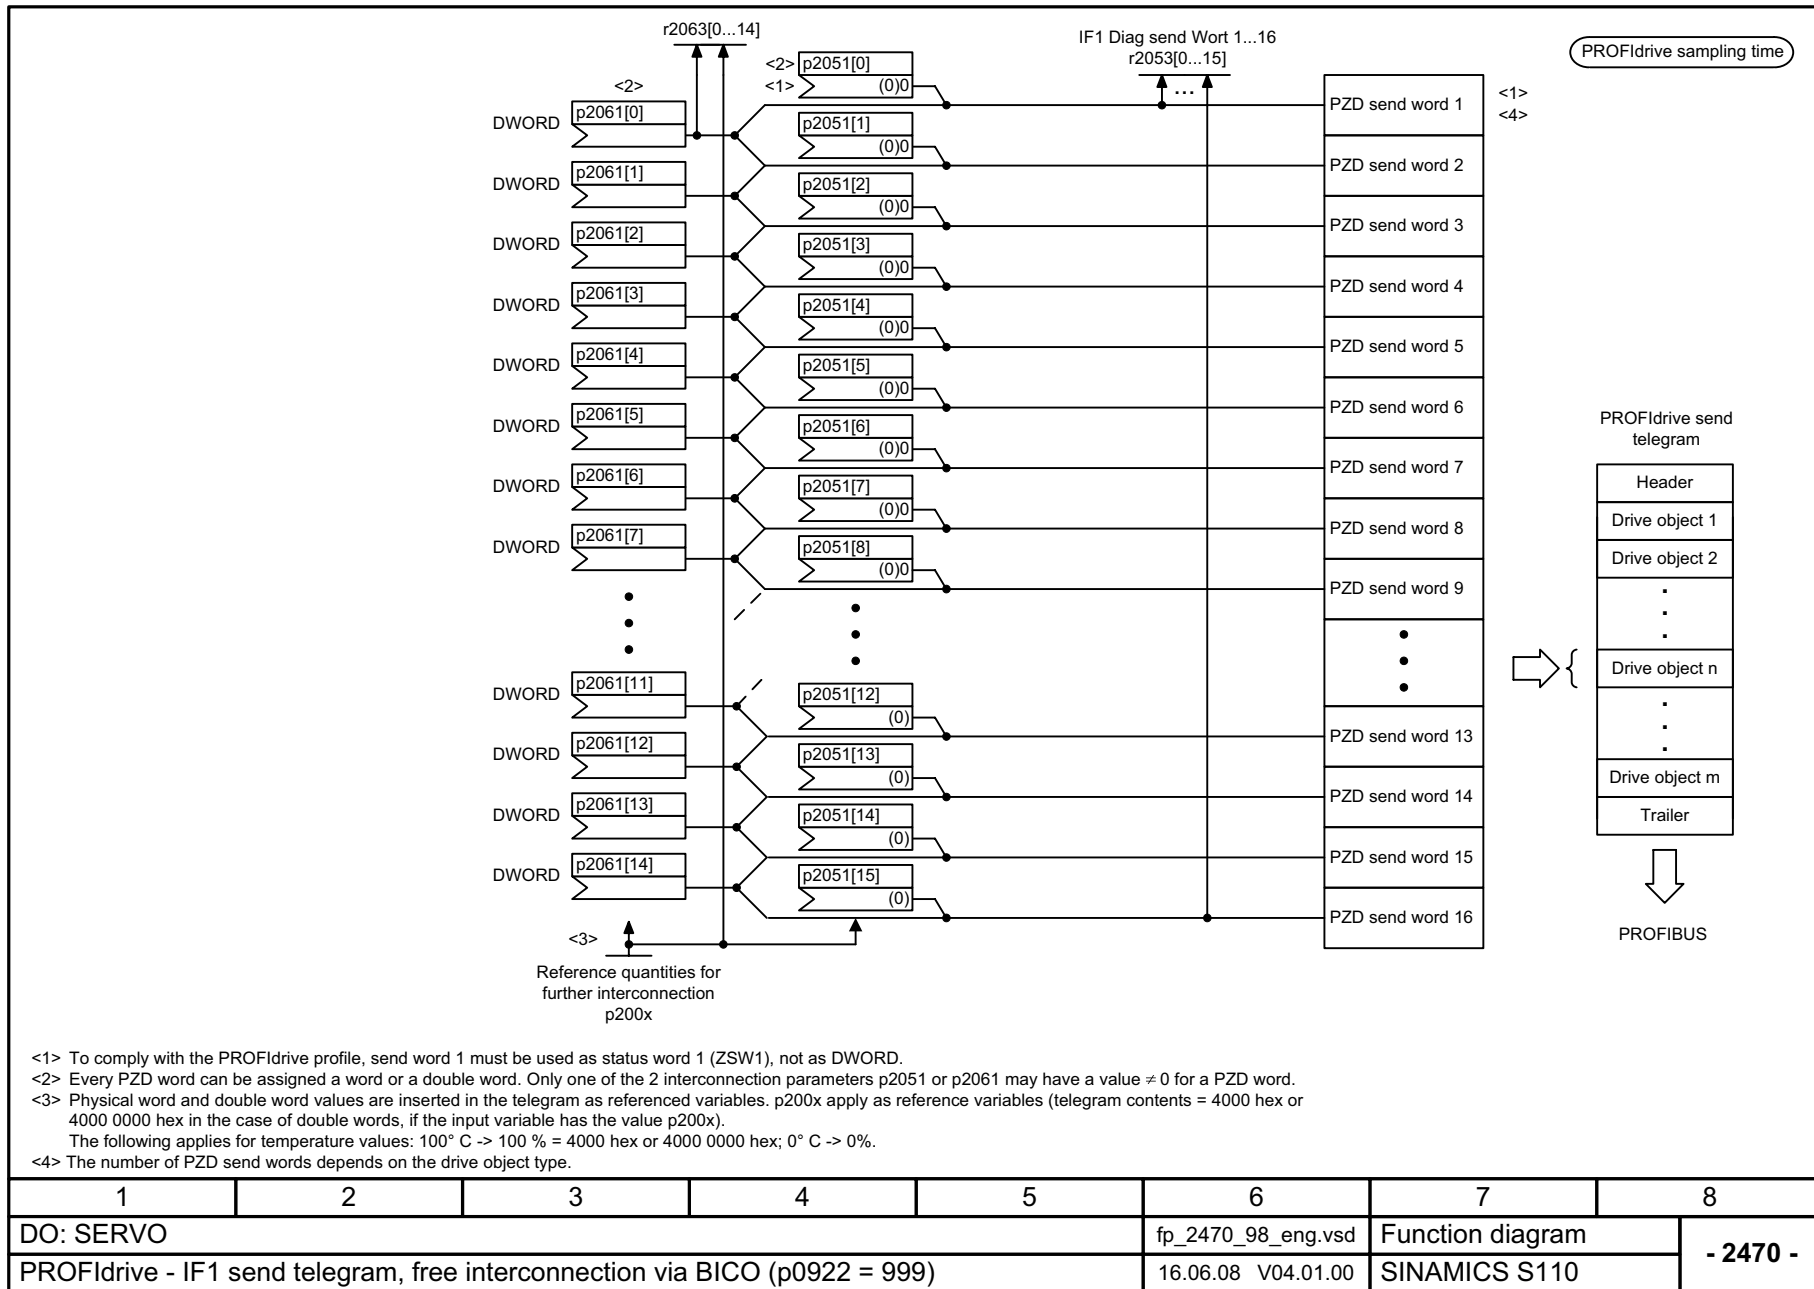 r2063[0...14]
IF1 Diag send Wort 1...16
r2053[0...15]
PROFIdrive sampling time
<2>
<2> p2051[0]
<1> (0)0
DWORD p2061[0]
PZD send word 1
<1>
<4>
p2051[1]
(0)0
PZD send word 2
DWORD p2061[1]
p2051[2]
(0)0
PZD send word 3
DWORD p2061[2]
p2051[3]
(0)0
PZD send word 4
DWORD p2061[3]
p2051[4]
(0)0
PZD send word 5
DWORD p2061[4]
p2051[5]
(0)0
PZD send word 6
DWORD p2061[5]
p2051[6]
(0)0
PZD send word 7
DWORD p2061[6]
p2051[7]
(0)0
PZD send word 8
DWORD p2061[7]
p2051[8]
(0)0
PZD send word 9
DWORD p2061[11]
p2051[12]
(0)
PZD send word 13
DWORD p2061[12]
p2051[13]
(0)
PZD send word 14
DWORD p2061[13]
p2051[14]
(0)
PZD send word 15
DWORD p2061[14]
p2051[15]
(0)
PZD send word 16
<3>
Reference quantities for
further interconnection
p200x
PROFIdrive send
telegram
Header
Drive object 1
Drive object 2
Drive object n
Drive object m
Trailer
PROFIBUS
<1> To comply with the PROFIdrive profile, send word 1 must be used as status word 1 (ZSW1), not as DWORD.
<2> Every PZD word can be assigned a word or a double word. Only one of the 2 interconnection parameters p2051 or p2061 may have a value ≠ 0 for a PZD word.
<3> Physical word and double word values are inserted in the telegram as referenced variables. p200x apply as reference variables (telegram contents = 4000 hex or
4000 0000 hex in the case of double words, if the input variable has the value p200x).
The following applies for temperature values: 100° C -> 100 % = 4000 hex or 4000 0000 hex; 0° C -> 0%.
<4> The number of PZD send words depends on the drive object type.
1 2 3 4 5 6 7 8
DO: SERVO
fp_2470_98_eng.vsd
Function diagram
- 2470 -
PROFIdrive - IF1 send telegram, free interconnection via BICO (p0922 = 999)
16.06.08 V04.01.00
SINAMICS S110